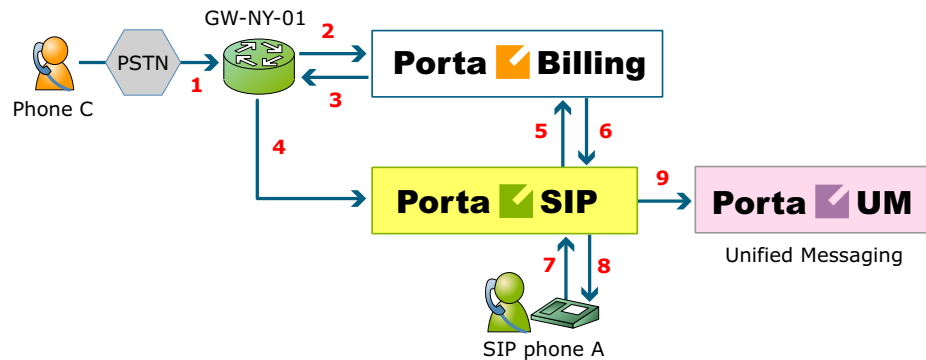 GW-NY-01
PSTN
Phone C
1
2
3
Porta Billing
4
5
6
Porta SIP
9
Porta UM
Unified Messaging
7
8
SIP phone A